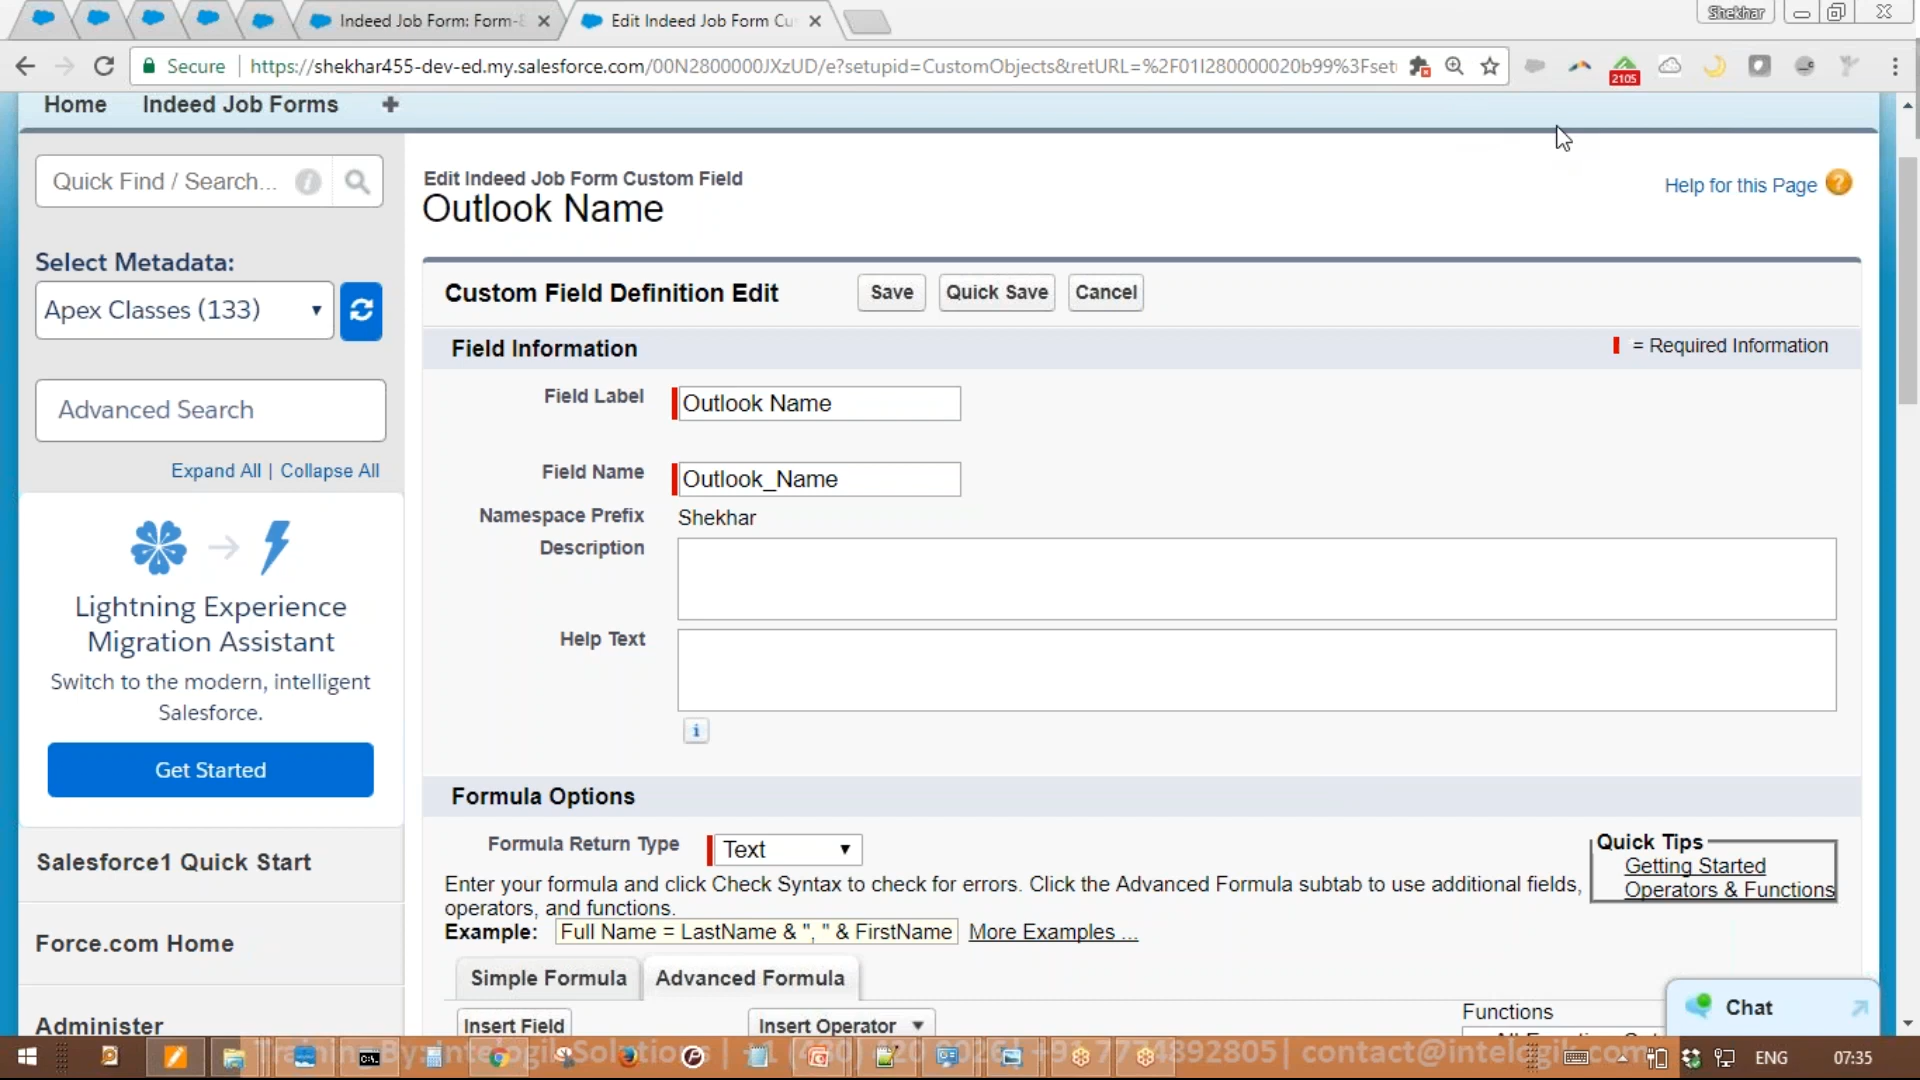 Indeed Job Form: Form-
Edit Indeed Job Form Cu
Shekhar
Secure
https://shekhar455-dev-ed.my.salesforce.com/00N2800000JXzUD/e?setupid=CustomObjects&retURL=%2F01I280000020b99%3Fset
2105
Home
Indeed Job Forms
Quick Find / Search...
Select Metadata:
Apex Classes (133)
Advanced Search
Expand All | Collapse All
Lightning Experience
Migration Assistant
Switch to the modern, intelligent
Salesforce.
Get Started
Salesforce1 Quick Start
Force.com Home
Administer
Edit Indeed Job Form Custom Field
Outlook Name
Help for this Page
Custom Field Definition Edit
Save
Quick Save
Cancel
Field Information
= Required Information
Field Label
Outlook Name
Field Name
Outlook_Name
Namespace Prefix
Shekhar
Description
Help Text
Formula Options
Formula Return Type
Text
Quick Tips
Getting Started
Operators & Functions
Enter your formula and click Check Syntax to check for errors. Click the Advanced Formula subtab to use additional fields,
operators, and functions.
Example: Full Name = LastName & ", " & FirstName More Examples ...
Simple Formula
Advanced Formula
Insert Field
Insert Operator
Functions
Chat
contact@intelogik
ENG
07:35